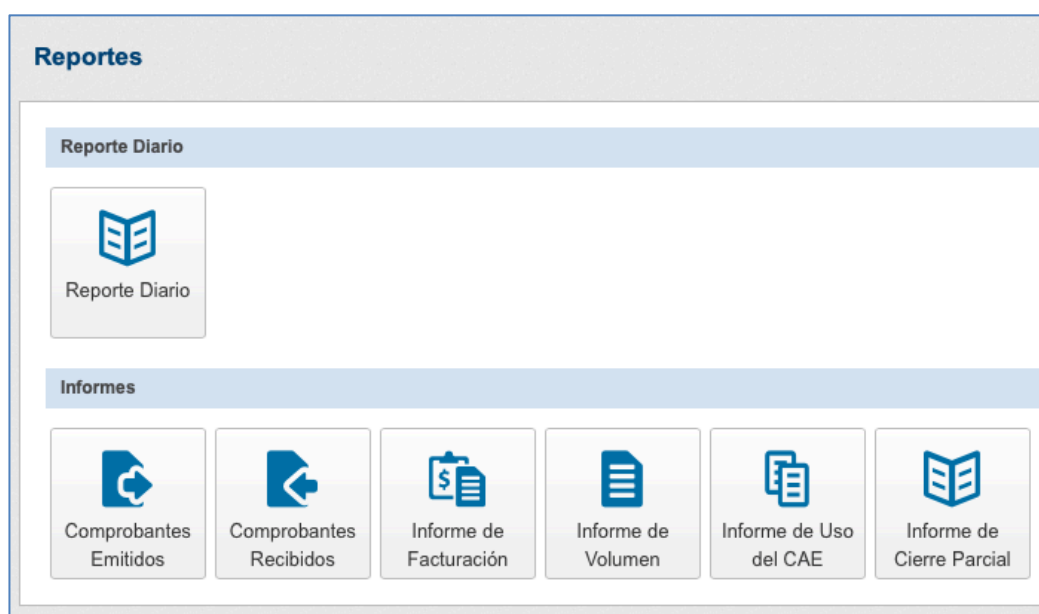 Reportes
Reporte Diario
Reporte Diario
Informes
Comprobantes
Emitidos
Comprobantes
Recibidos
$
Informe de
Facturación
Informe de
Volumen
Informe de Uso
del CAE
Informe de
Cierre Parcial